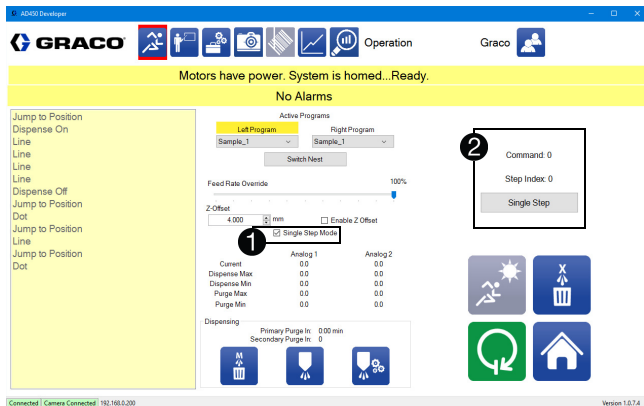 AD450 Developer
GRACO
Operation
Graco
Motors have power. System is homed...Ready.
No Alarms
Jump to Position
Dispense On
Line
Line
Line
Line
Dispense Off
Jump to Position
Dot
Jump to Position
Line
Jump to Position
Dot
Active Programs
Left Program Right Program
Sample_1 Sample_1
Switch Nest
Feed Rate Override 100%
Z-Offset
4.000 mm Enable Z Offset
1 Single Step Mode
Analog 1 Analog 2
Current 0.0 0.0
Dispense Max 0.0 0.0
Dispense Min 0.0 0.0
Purge Max 0.0 0.0
Purge Min 0.0 0.0
Dispensing
Primary Purge In: 0:00 min
Secondary Purge In: 0
M
2
Command: 0
Step Index: 0
Single Step
X
Connected Camera Connected 192.168.0.200
Version 1.0.7.4